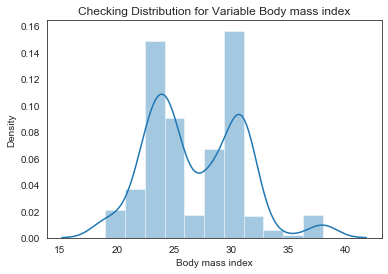 Checking Distribution for Variable Body mass index
0.16
0.14
0.12
0.10
0.08
0.06
0.04
0.02
0.00
Density
15 20 25 30 35 40
Body mass index